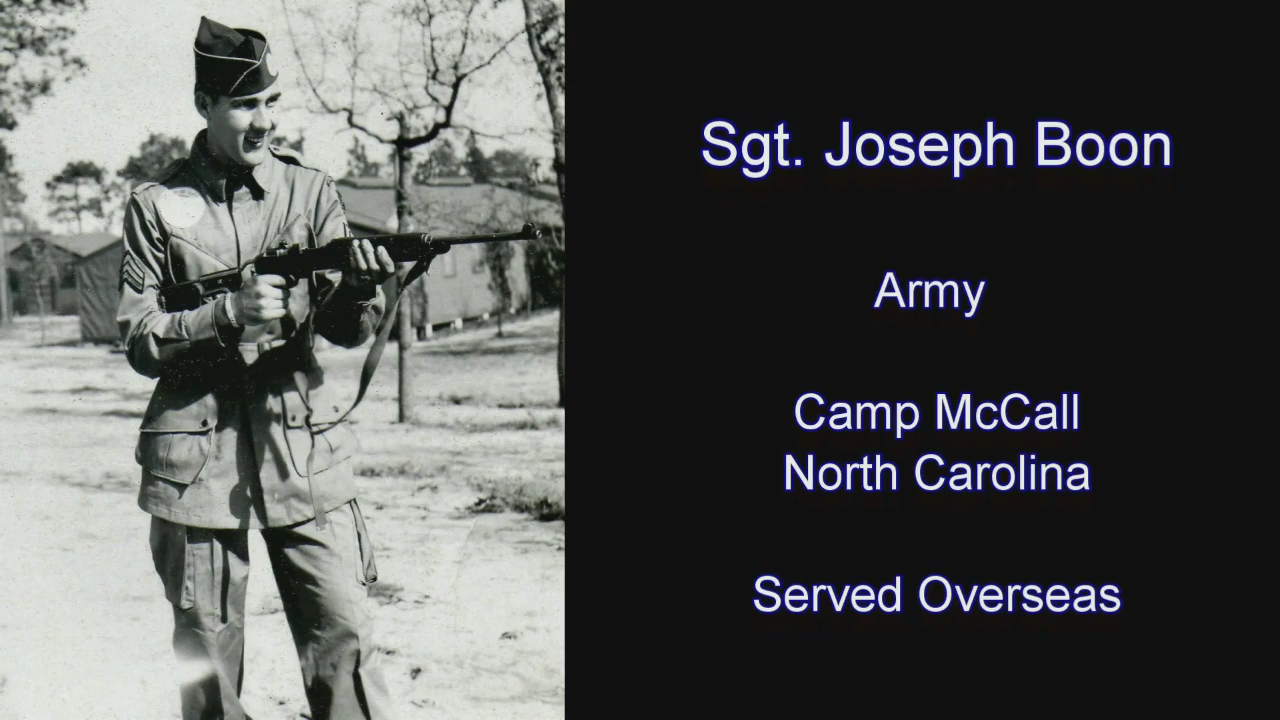 Sgt. Joseph Boon
Army
Camp McCall
North Carolina
Served Overseas